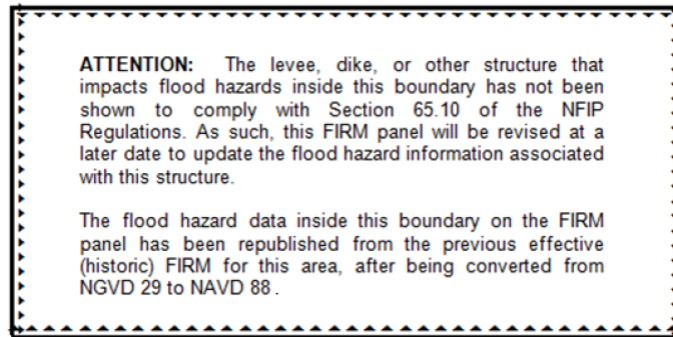 ATTENTION: The levee, dike, or other structure that
impacts flood hazards inside this boundary has not been
shown to comply with Section 65.10 of the NFIP
Regulations. As such, this FIRM panel will be revised at a
later date to update the flood hazard information associated
with this structure.
The flood hazard data inside this boundary on the FIRM
panel has been republished from the previous effective
(historic) FIRM for this area, after being converted from
NGVD 29 to NAVD 88.